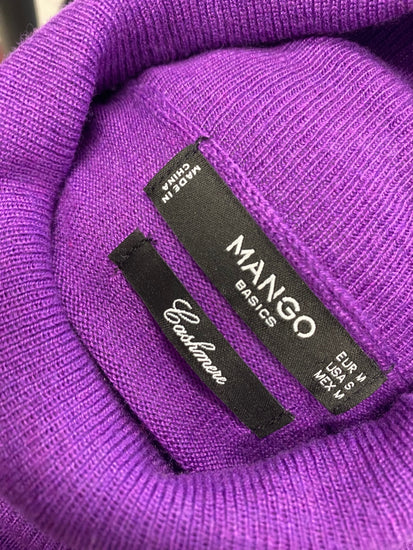 MADE IN
CHINA
MANGO
BASICS
EUR M
USA S
MEX M
Cashmere